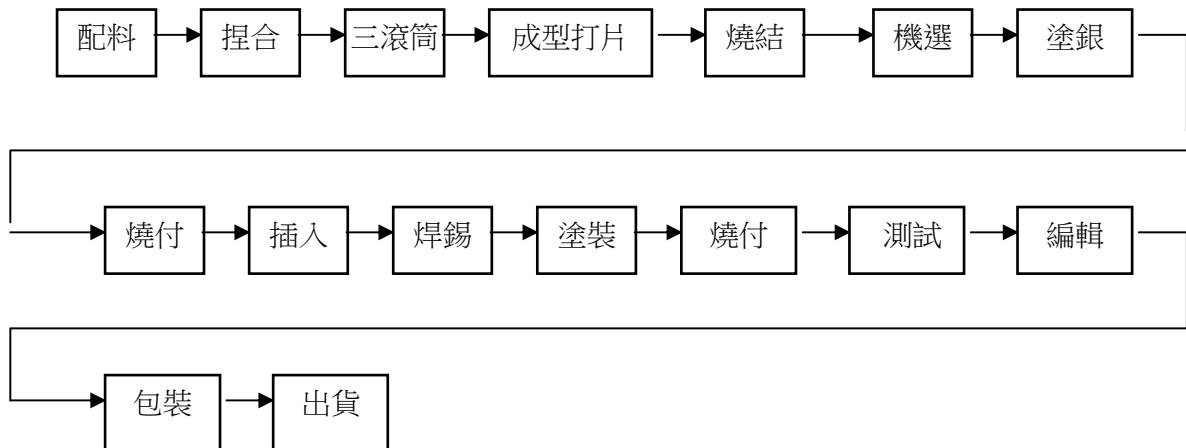 配料 捏合 三滾筒 成型打片 燒結 機選 塗銀
燒付 插入 焊錫 塗裝 燒付 測試 編輯
包裝 出貨